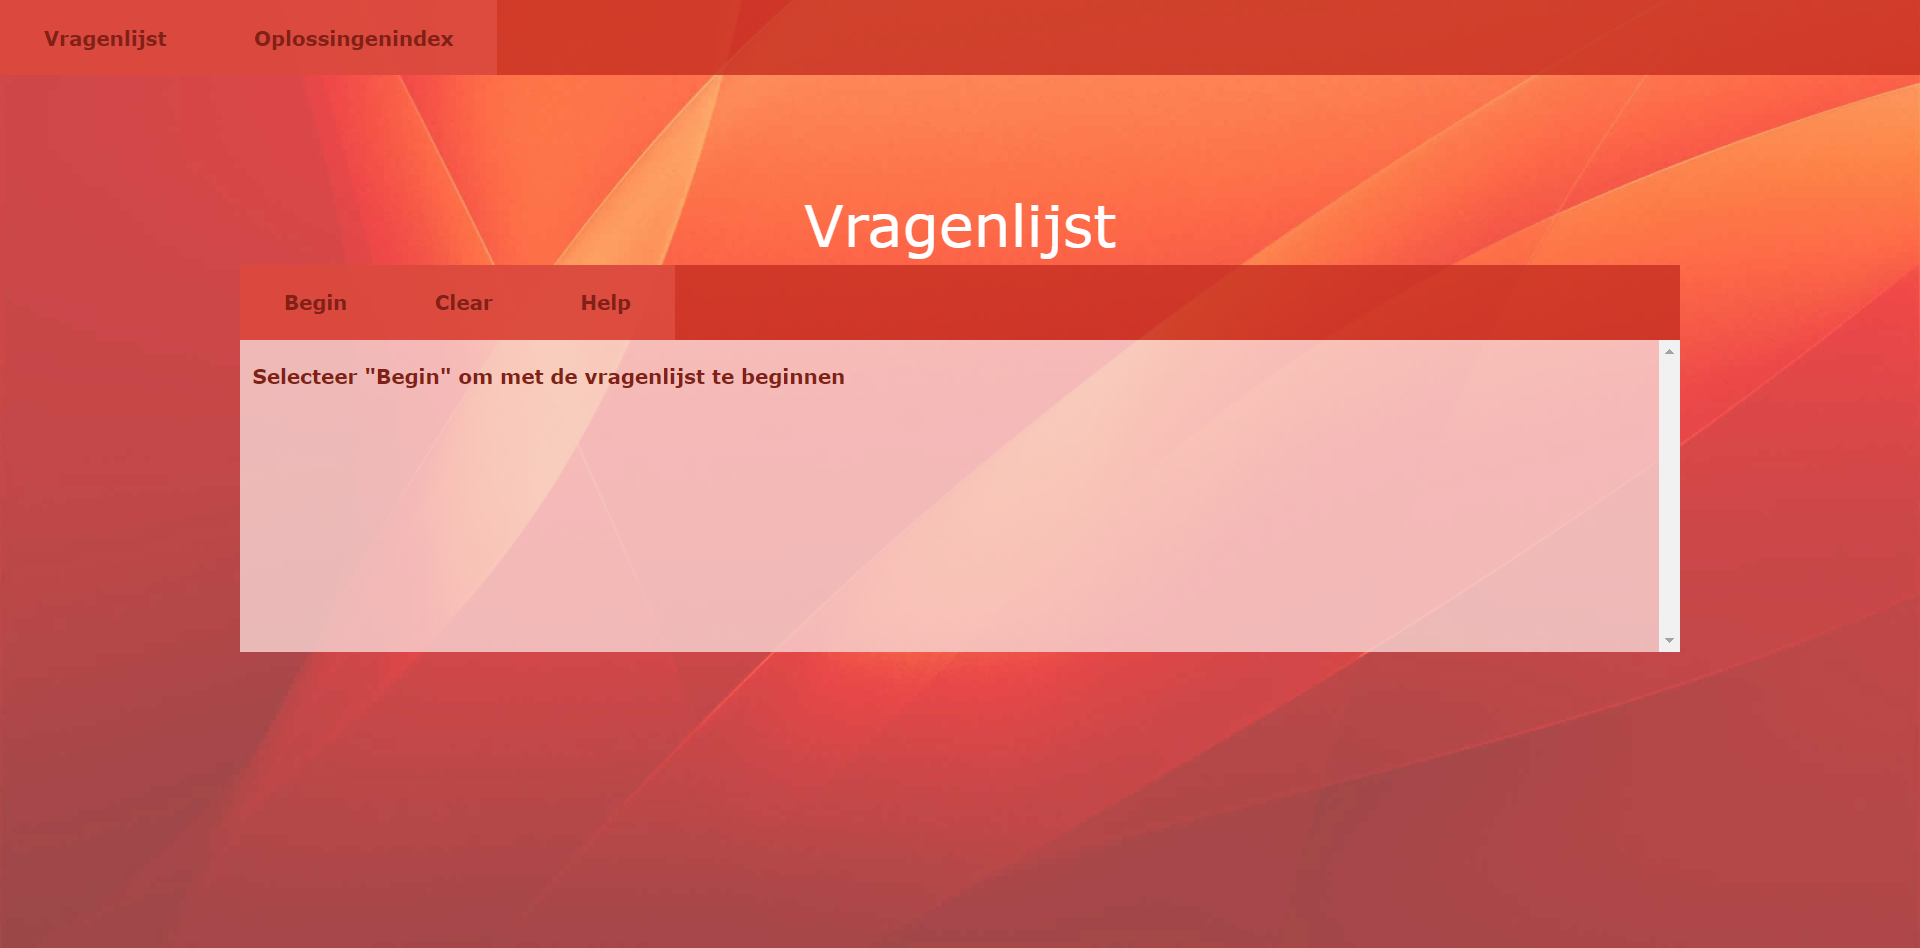 Vragenlijst Oplossingenindex
Vragenlijst
Begin Clear Help
Selecteer "Begin" om met de vragenlijst te beginnen